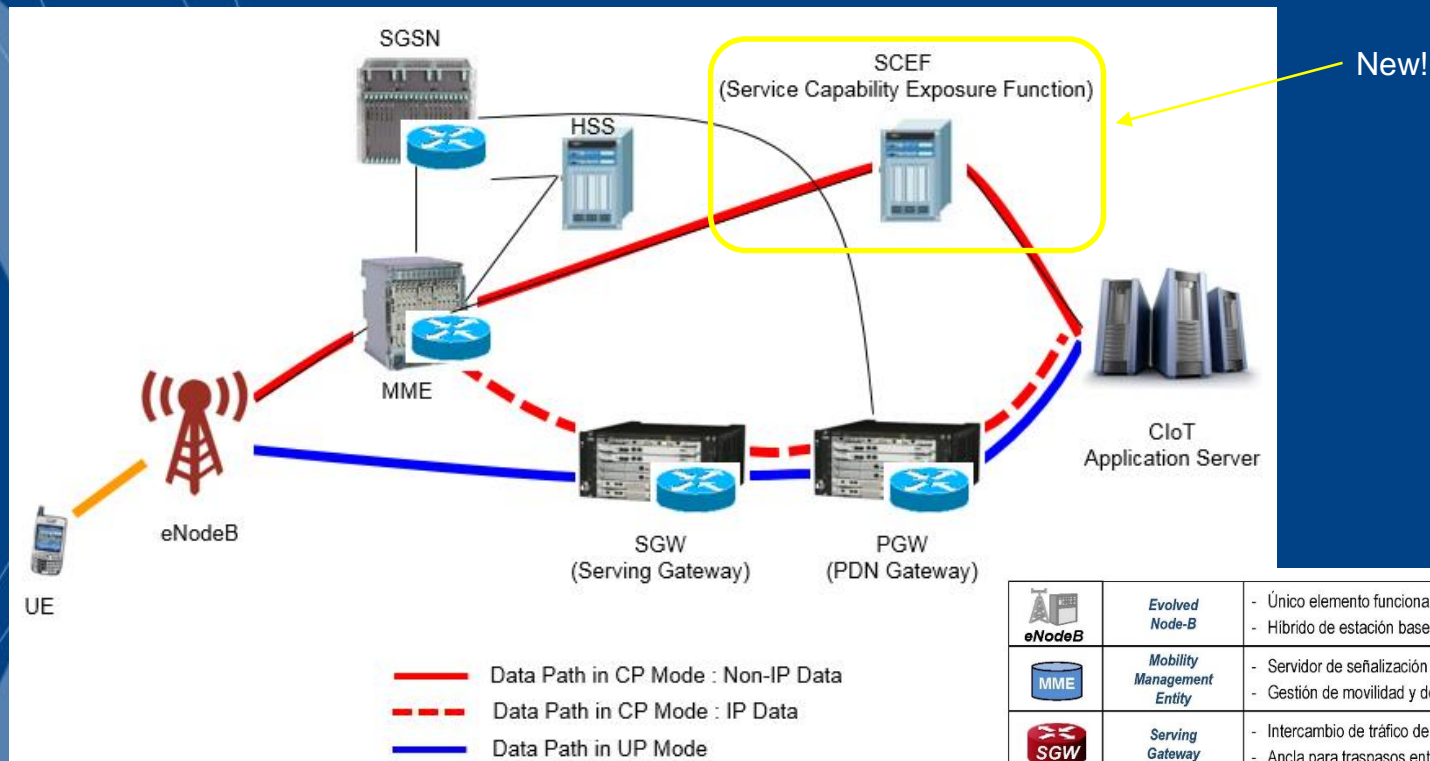 SGSN
SCEF
(Service Capability Exposure Function)
New!
HSS
MME
CIoT
Application Server
eNodeB
SGW
(Serving Gateway)
PGW
(PDN Gateway)
UE
Data Path in CP Mode : Non-IP Data
Data Path in CP Mode : IP Data
Data Path in UP Mode
eNodeB
Evolved
Node-B
- Único elemento funciona
- Híbrido de estación base
MME
Mobility
Management
Entity
- Servidor de señalización
- Gestión de movilidad y d
SGW
Serving
Gateway
- Intercambio de tráfico de
- Ancla para traspasos ent